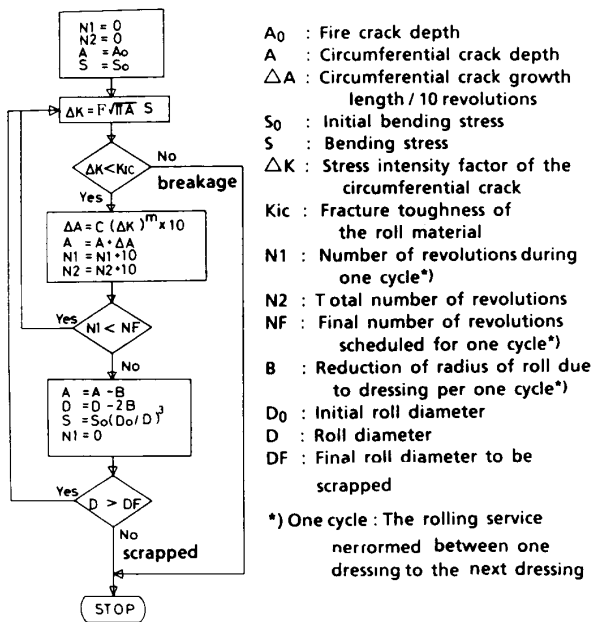 N1 = 0
N2 = 0
A = A₀
S = S₀
ΔK = F√πA S
ΔK < KIC
No
breakage
Yes
ΔA = C (ΔK)ᵐ x 10
A = A + ΔA
N1 = N1 + 10
N2 = N2 + 10
Yes
N1 < NF
No
A = A - B
D = D - 2B
S = S₀(D₀/D)³
N1 = 0
Yes
D > DF
No
scrapped
STOP
A₀ : Fire crack depth
A : Circumferential crack depth
△A : Circumferential crack growth
length / 10 revolutions
S₀ : Initial bending stress
S : Bending stress
△K : Stress intensity factor of the
circumferential crack
Kic : Fracture toughness of
the roll material
N1 : Number of revolutions during
one cycle*)
N2 : Total number of revolutions
NF : Final number of revolutions
scheduled for one cycle*)
B : Reduction of radius of roll due
to dressing per one cycle*)
D₀ : Initial roll diameter
D : Roll diameter
DF : Final roll diameter to be
scrapped
*) One cycle : The rolling service
nerrormed between one
dressing to the next dressing